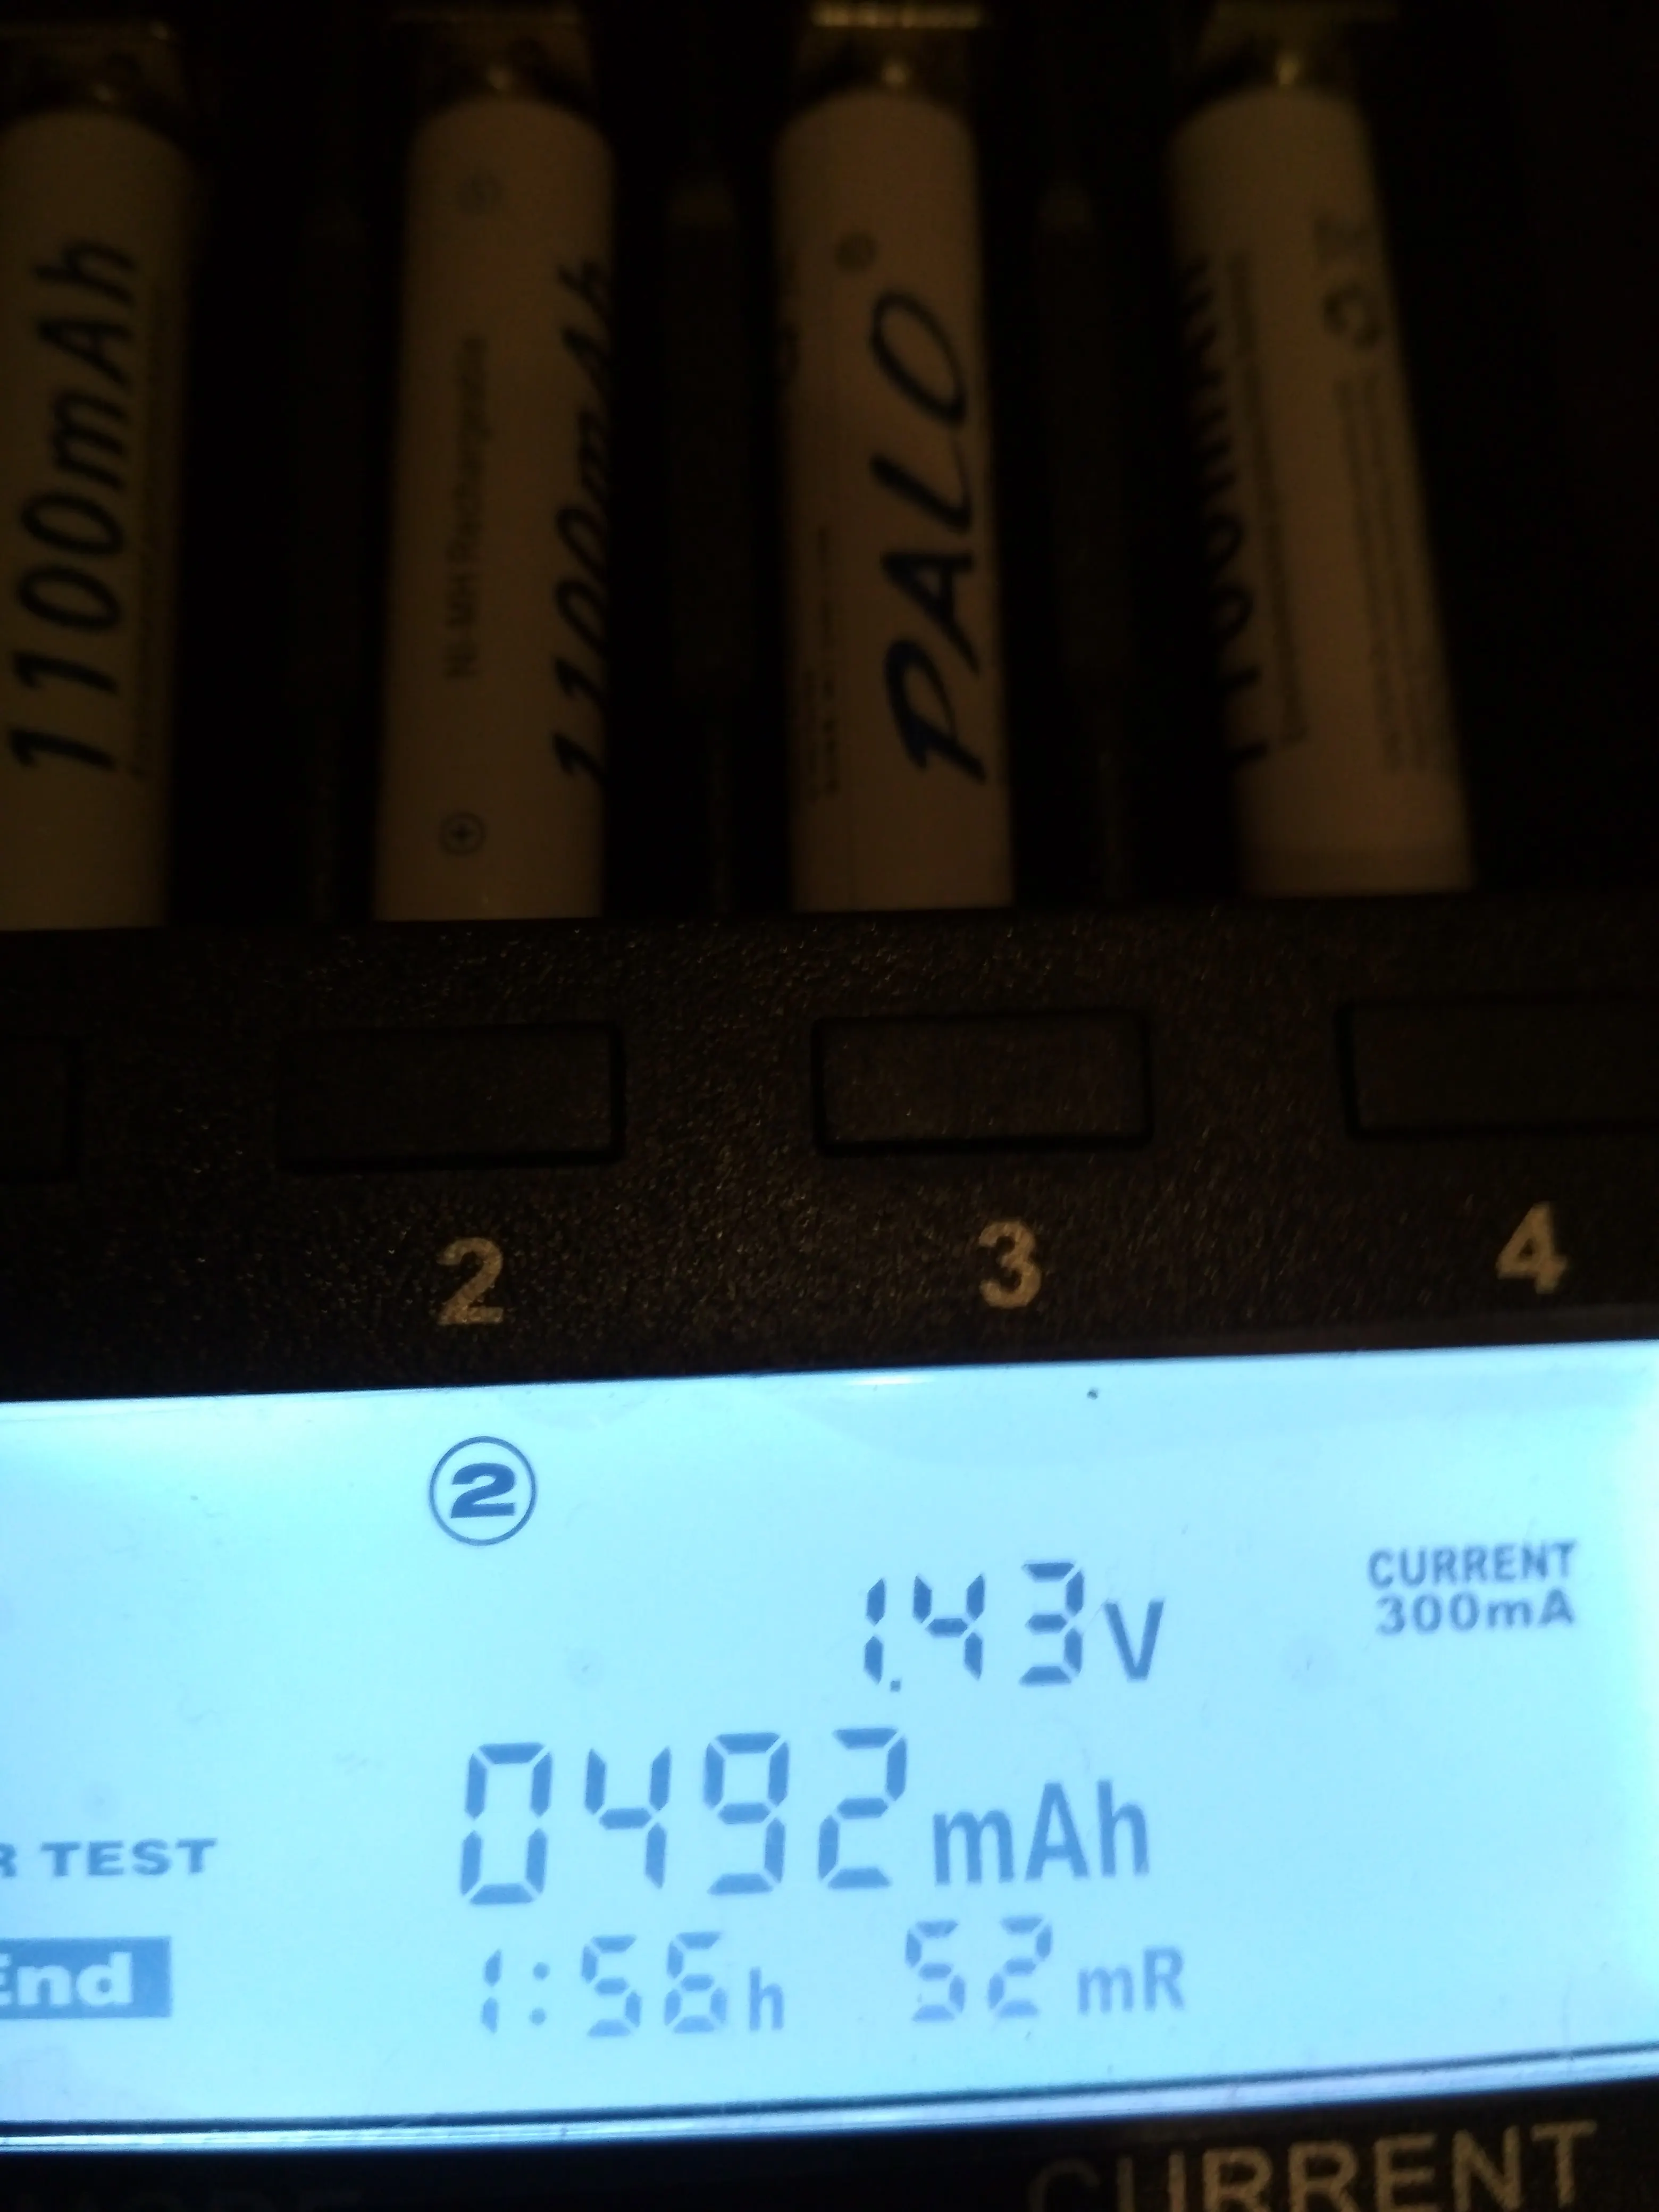 1100mAh
Ni-MH Rechargeable
1100mAh
PALO
2
3
4
2
1.43V
CURRENT
300mA
0492mAh
R TEST
End
1:56h 52mR
CURRENT